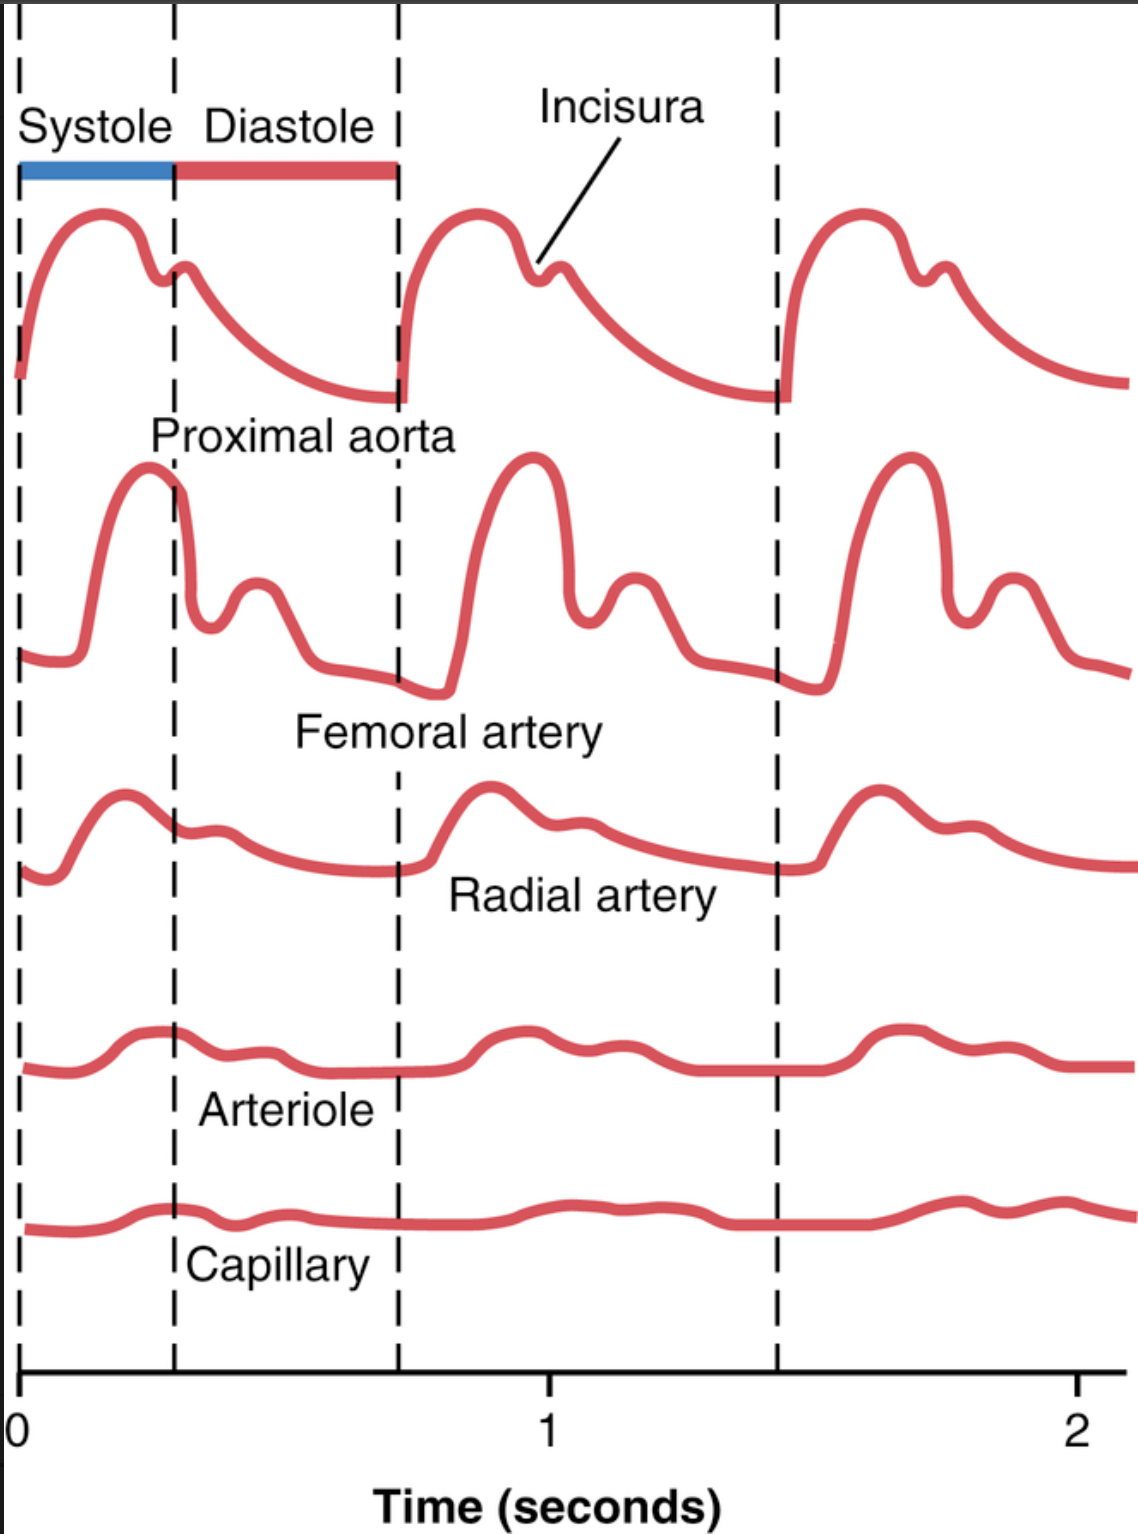 Systole Diastole
Incisura
Proximal aorta
Femoral artery
Radial artery
Arteriole
Capillary
0 1 2
Time (seconds)